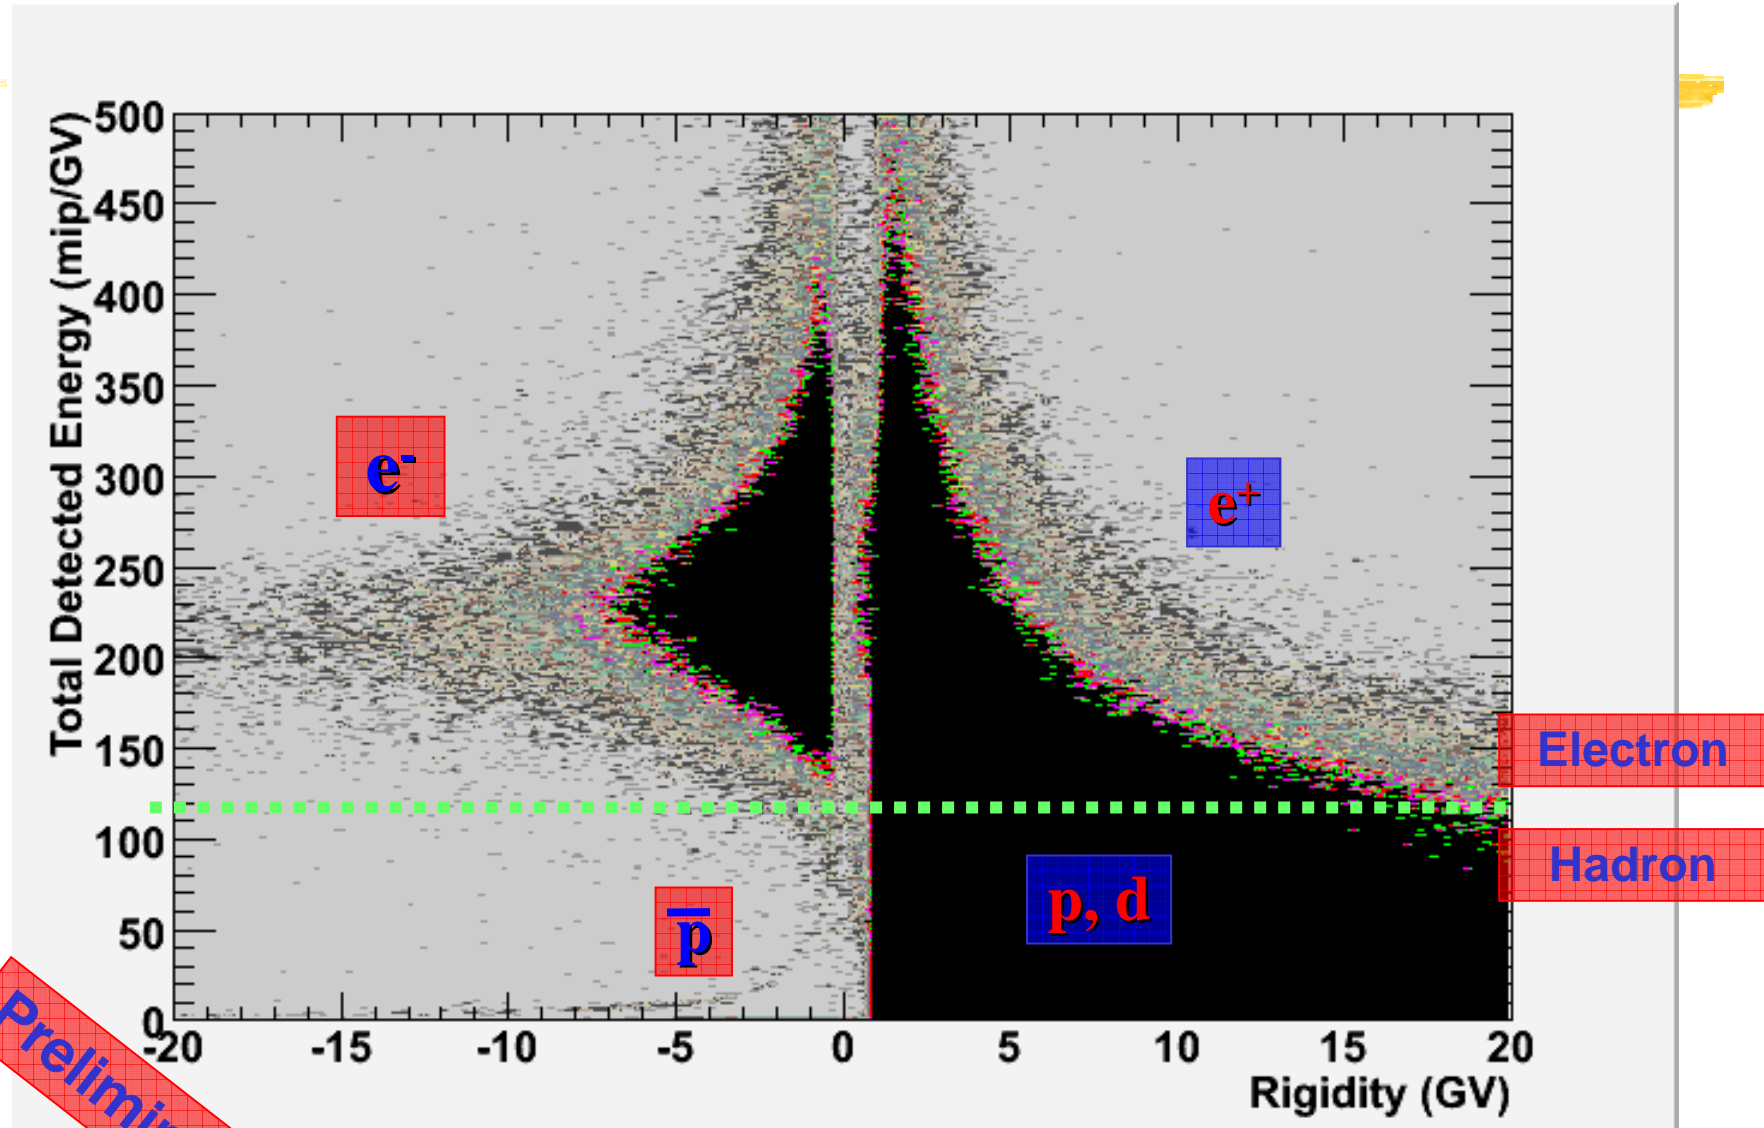 500
450
400
350
300
250
200
150
100
50
0
Total Detected Energy (mip/GV)
e-
e+
Electron
Hadron
p, d
p̅
-20 -15 -10 -5 0 5 10 15 20
Rigidity (GV)